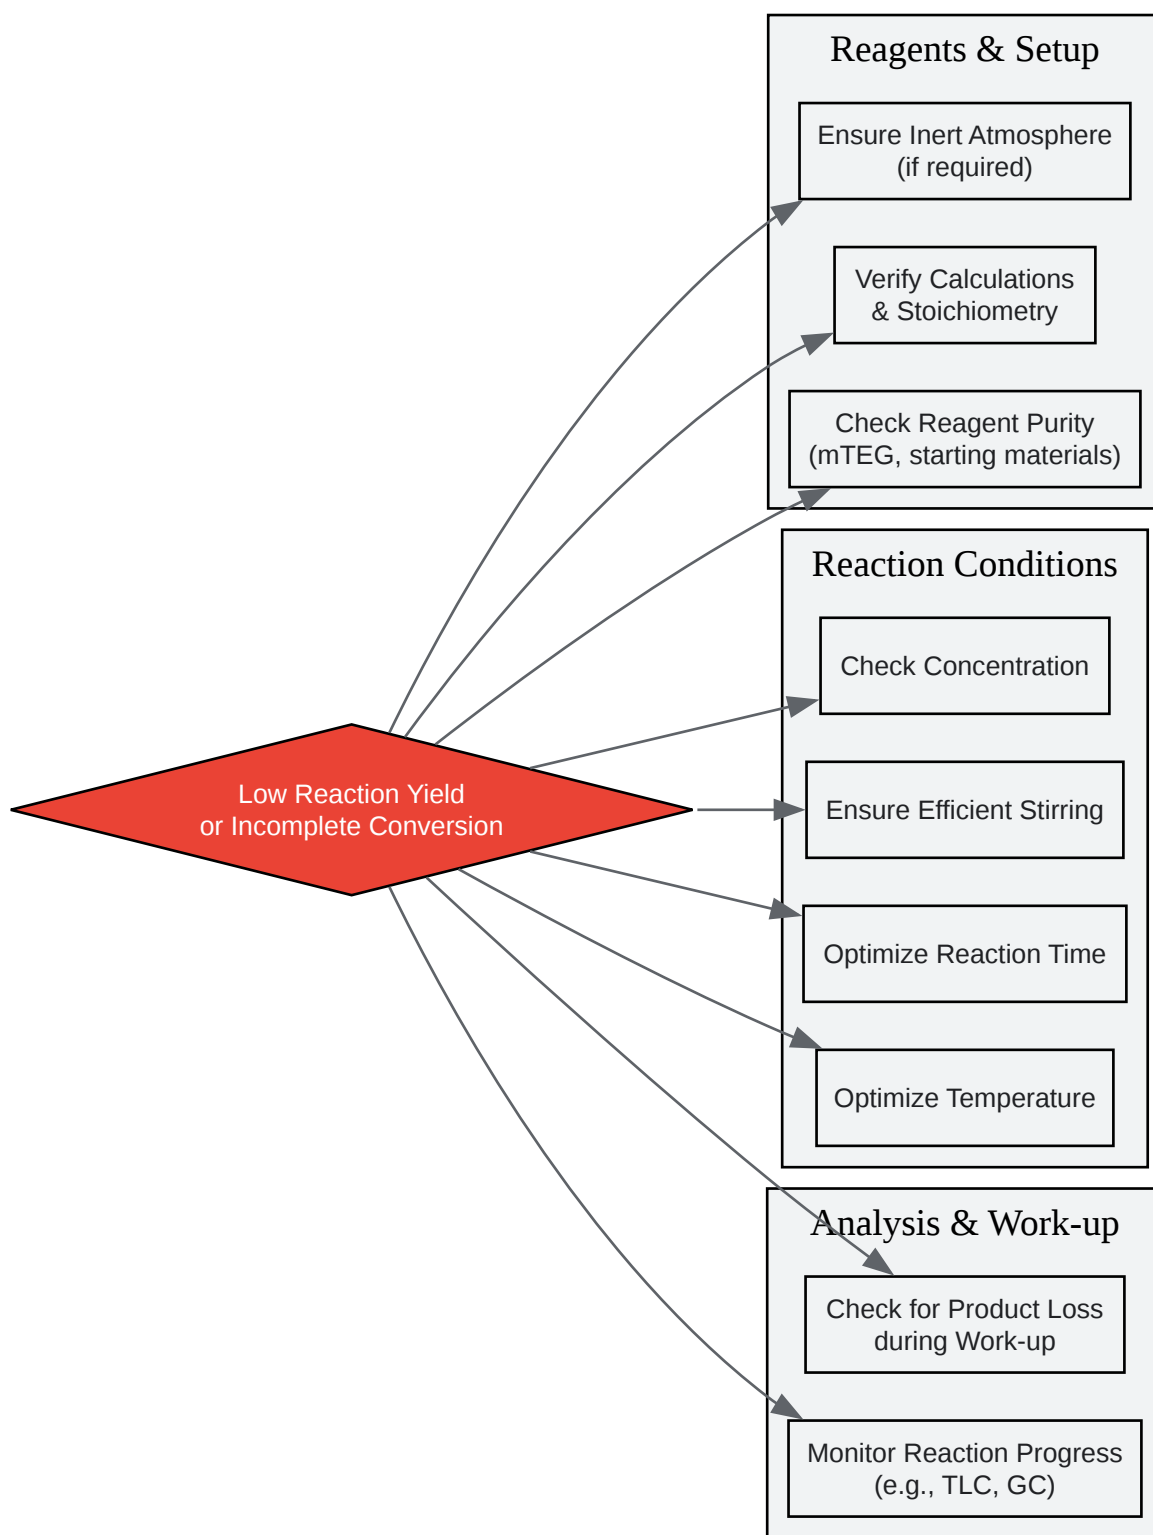 Reagents & Setup
Ensure Inert Atmosphere
(if required)
Verify Calculations
& Stoichiometry
Check Reagent Purity
(mTEG, starting materials)
Reaction Conditions
Check Concentration
Low Reaction Yield
or Incomplete Conversion
Ensure Efficient Stirring
Optimize Reaction Time
Optimize Temperature
Analysis & Work-up
Check for Product Loss
during Work-up
Monitor Reaction Progress
(e.g., TLC, GC)